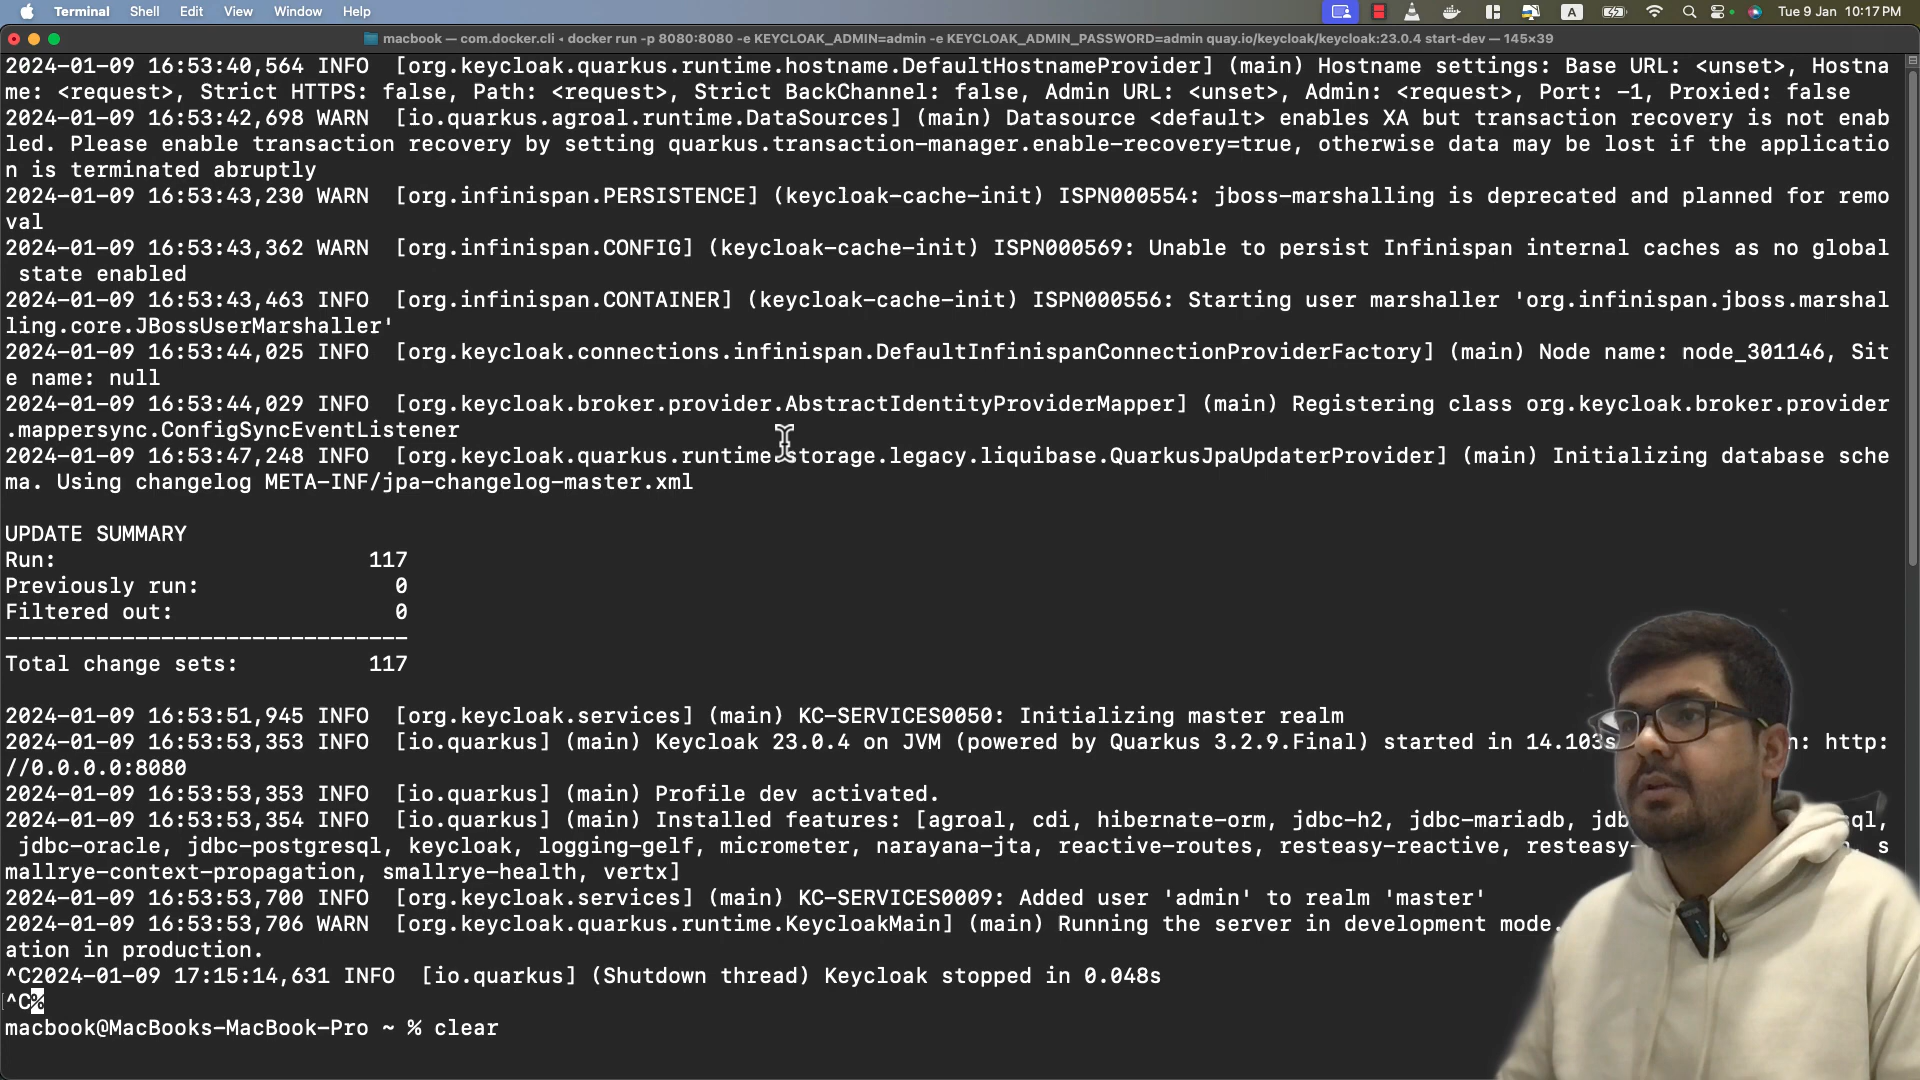 Terminal Shell Edit View Window Help A Tue 9 Jan 10:17 PM
macbook — com.docker.cli ◂ docker run -p 8080:8080 -e KEYCLOAK_ADMIN=admin -e KEYCLOAK_ADMIN_PASSWORD=admin quay.io/keycloak/keycloak:23.0.4 start-dev — 145×39
2024-01-09 16:53:40,564 INFO  [org.keycloak.quarkus.runtime.hostname.DefaultHostnameProvider] (main) Hostname settings: Base URL: <unset>, Hostna
me: <request>, Strict HTTPS: false, Path: <request>, Strict BackChannel: false, Admin URL: <unset>, Admin: <request>, Port: -1, Proxied: false
2024-01-09 16:53:42,698 WARN  [io.quarkus.agroal.runtime.DataSources] (main) Datasource <default> enables XA but transaction recovery is not enab
led. Please enable transaction recovery by setting quarkus.transaction-manager.enable-recovery=true, otherwise data may be lost if the applicatio
n is terminated abruptly
2024-01-09 16:53:43,230 WARN  [org.infinispan.PERSISTENCE] (keycloak-cache-init) ISPN000554: jboss-marshalling is deprecated and planned for remo
val
2024-01-09 16:53:43,362 WARN  [org.infinispan.CONFIG] (keycloak-cache-init) ISPN000569: Unable to persist Infinispan internal caches as no global
 state enabled
2024-01-09 16:53:43,463 INFO  [org.infinispan.CONTAINER] (keycloak-cache-init) ISPN000556: Starting user marshaller 'org.infinispan.jboss.marshal
ling.core.JBossUserMarshaller'
2024-01-09 16:53:44,025 INFO  [org.keycloak.connections.infinispan.DefaultInfinispanConnectionProviderFactory] (main) Node name: node_301146, Sit
e name: null
2024-01-09 16:53:44,029 INFO  [org.keycloak.broker.provider.AbstractIdentityProviderMapper] (main) Registering class org.keycloak.broker.provider
.mappersync.ConfigSyncEventListener
2024-01-09 16:53:47,248 INFO  [org.keycloak.quarkus.runtime.storage.legacy.liquibase.QuarkusJpaUpdaterProvider] (main) Initializing database sche
ma. Using changelog META-INF/jpa-changelog-master.xml
UPDATE SUMMARY
Run:                        117
Previously run:               0
Filtered out:                 0
-------------------------------
Total change sets:          117
2024-01-09 16:53:51,945 INFO  [org.keycloak.services] (main) KC-SERVICES0050: Initializing master realm
2024-01-09 16:53:53,353 INFO  [io.quarkus] (main) Keycloak 23.0.4 on JVM (powered by Quarkus 3.2.9.Final) started in 14.103s n: http:
//0.0.0.0:8080
2024-01-09 16:53:53,353 INFO  [io.quarkus] (main) Profile dev activated.
2024-01-09 16:53:53,354 INFO  [io.quarkus] (main) Installed features: [agroal, cdi, hibernate-orm, jdbc-h2, jdbc-mariadb, jdb ql,
 jdbc-oracle, jdbc-postgresql, keycloak, logging-gelf, micrometer, narayana-jta, reactive-routes, resteasy-reactive, resteasy- , s
mallrye-context-propagation, smallrye-health, vertx]
2024-01-09 16:53:53,700 INFO  [org.keycloak.services] (main) KC-SERVICES0009: Added user 'admin' to realm 'master'
2024-01-09 16:53:53,706 WARN  [org.keycloak.quarkus.runtime.KeycloakMain] (main) Running the server in development mode.
ation in production.
^C2024-01-09 17:15:14,631 INFO  [io.quarkus] (Shutdown thread) Keycloak stopped in 0.048s
^C%
macbook@MacBooks-MacBook-Pro ~ % clear